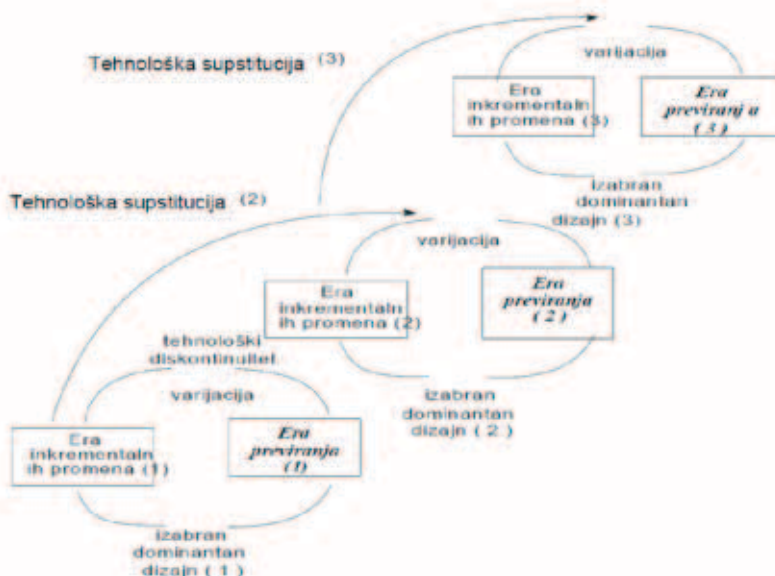 Tehnološka supstitucija (3)
varijacija
Era
inkrementaln
ih promena (3)
Era
previranja
(3)
izabran
dominantan
dizajn (3)
Tehnološka supstitucija (2)
varijacija
Era
inkrementaln
ih promena (2)
Era
previranja
(2)
izabran
dominantan
dizajn (2)
tehnološki
diskontinuitet
varijacija
Era
inkrementaln
ih promena (1)
Era
previranja
(1)
izabran
dominantan
dizajn (1)